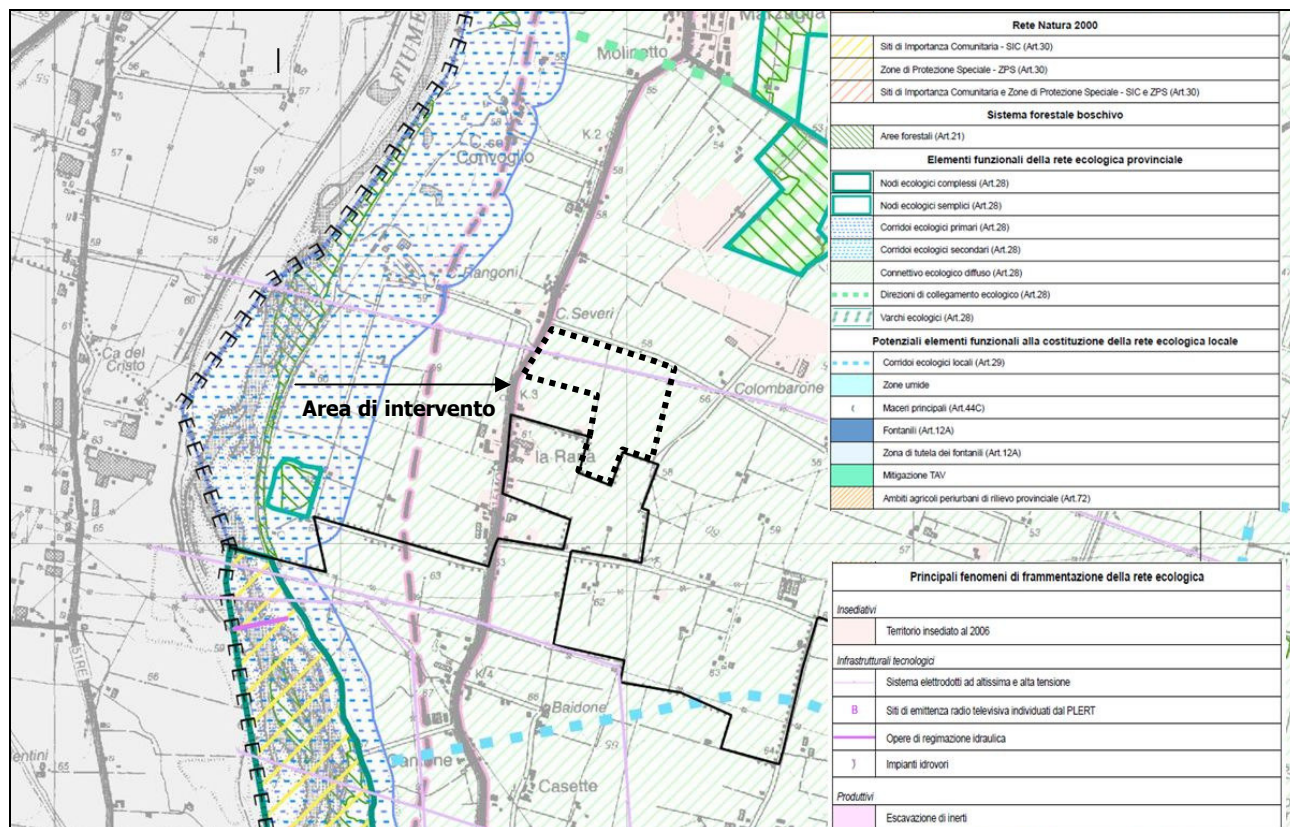 FIUME
Molinetto
K.2
C.se
Convoglio
Rangoni
C. Severi
Ca del
Cristo
Area di intervento
K.3
Colombarone
la Rana
K.4
Baidone
Casette
51RE
Rete Natura 2000
Siti di Importanza Comunitaria - SIC (Art.30)
Zone di Protezione Speciale - ZPS (Art.30)
Siti di Importanza Comunitaria e Zone di Protezione Speciale - SIC e ZPS (Art.30)
Sistema forestale boschivo
Aree forestali (Art.21)
Elementi funzionali della rete ecologica provinciale
Nodi ecologici complessi (Art.28)
Nodi ecologici semplici (Art.28)
Corridoi ecologici primari (Art.28)
Corridoi ecologici secondari (Art.28)
Connettivo ecologico diffuso (Art.28)
Direzioni di collegamento ecologico (Art.28)
Varchi ecologici (Art.28)
Potenziali elementi funzionali alla costituzione della rete ecologica locale
Corridoi ecologici locali (Art.29)
Zone umide
Maceri principali (Art.44C)
Fontanili (Art.12A)
Zona di tutela dei fontanili (Art.12A)
Mitigazione TAV
Ambiti agricoli periurbani di rilievo provinciale (Art.72)
Principali fenomeni di frammentazione della rete ecologica
Insediativi
Territorio insediato al 2006
Infrastrutturali tecnologici
Sistema elettrodotti ad altissima e alta tensione
B Siti di emittenza radio televisiva individuati dal PLERT
Opere di regimazione idraulica
Impianti idrovori
Produttivi
Escavazione di inerti